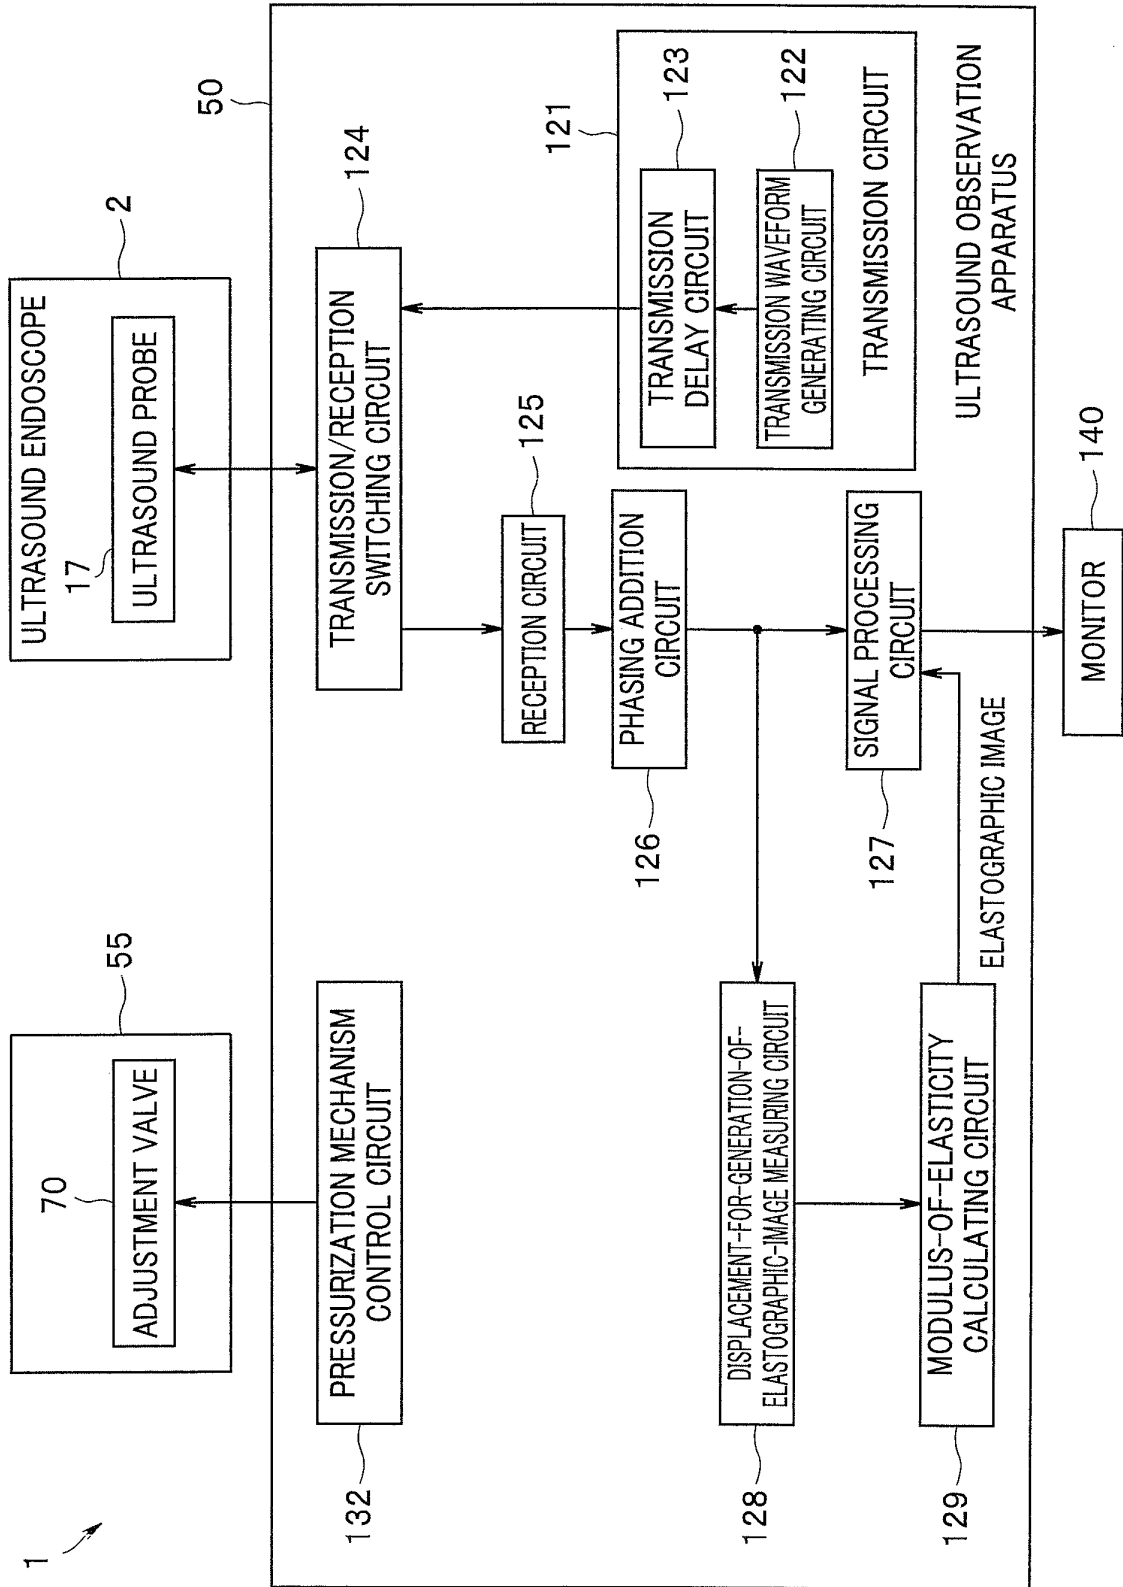 1
55
70
ADJUSTMENT VALVE
ULTRASOUND ENDOSCOPE
2
17
ULTRASOUND PROBE
50
132
PRESSURIZATION MECHANISM
CONTROL CIRCUIT
TRANSMISSION/RECEPTION
SWITCHING CIRCUIT
124
RECEPTION CIRCUIT
125
PHASING ADDITION
CIRCUIT
126
121
TRANSMISSION
DELAY CIRCUIT
123
TRANSMISSION WAVEFORM
GENERATING CIRCUIT
122
TRANSMISSION CIRCUIT
128
DISPLACEMENT-FOR-GENERATION-OF-
ELASTOGRAPHIC-IMAGE MEASURING CIRCUIT
SIGNAL PROCESSING
CIRCUIT
127
129
MODULUS-OF-ELASTICITY
CALCULATING CIRCUIT
ELASTOGRAPHIC IMAGE
ULTRASOUND OBSERVATION
APPARATUS
MONITOR
140